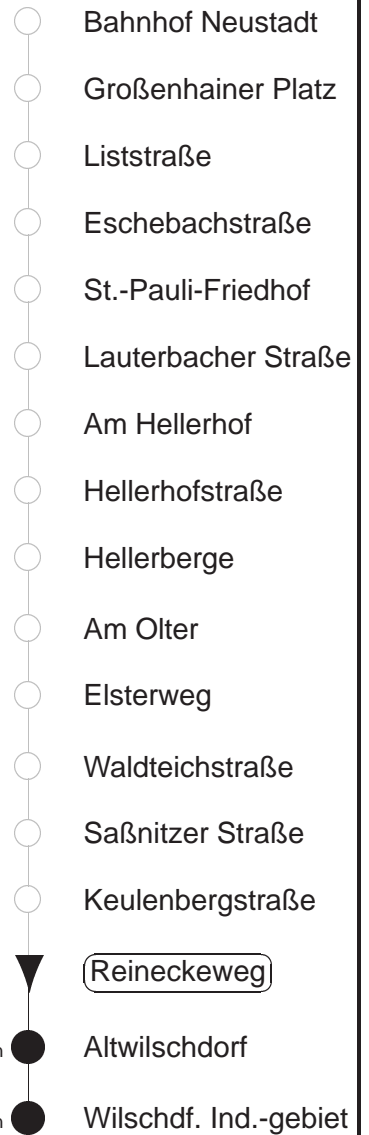 Bahnhof Neustadt
Großenhainer Platz
Liststraße
Eschebachstraße
St.-Pauli-Friedhof
Lauterbacher Straße
Am Hellerhof
Hellerhofstraße
Hellerberge
Am Olter
Elsterweg
Waldteichstraße
Saßnitzer Straße
Keulenbergstraße
Reineckeweg
Altwilschdorf
Wilschdf. Ind.-gebiet